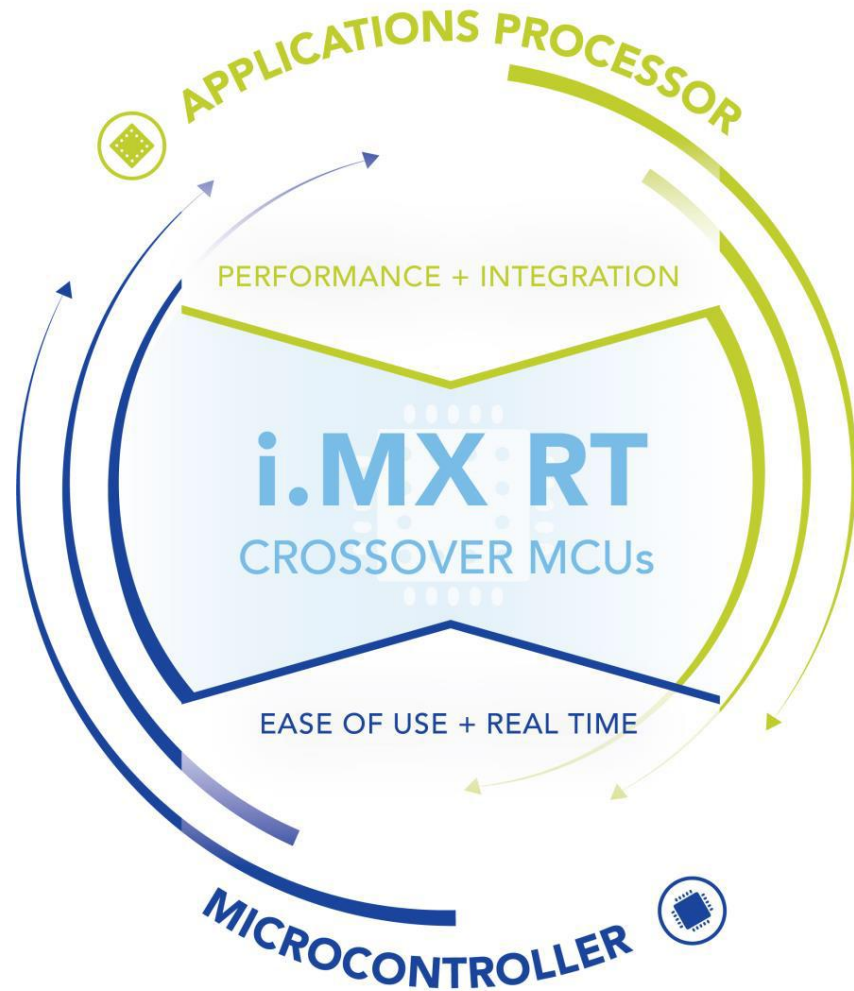 APPLICATIONS PROCESSOR
PERFORMANCE + INTEGRATION
i.MX RT
CROSSOVER MCUs
EASE OF USE + REAL TIME
MICROCONTROLLER